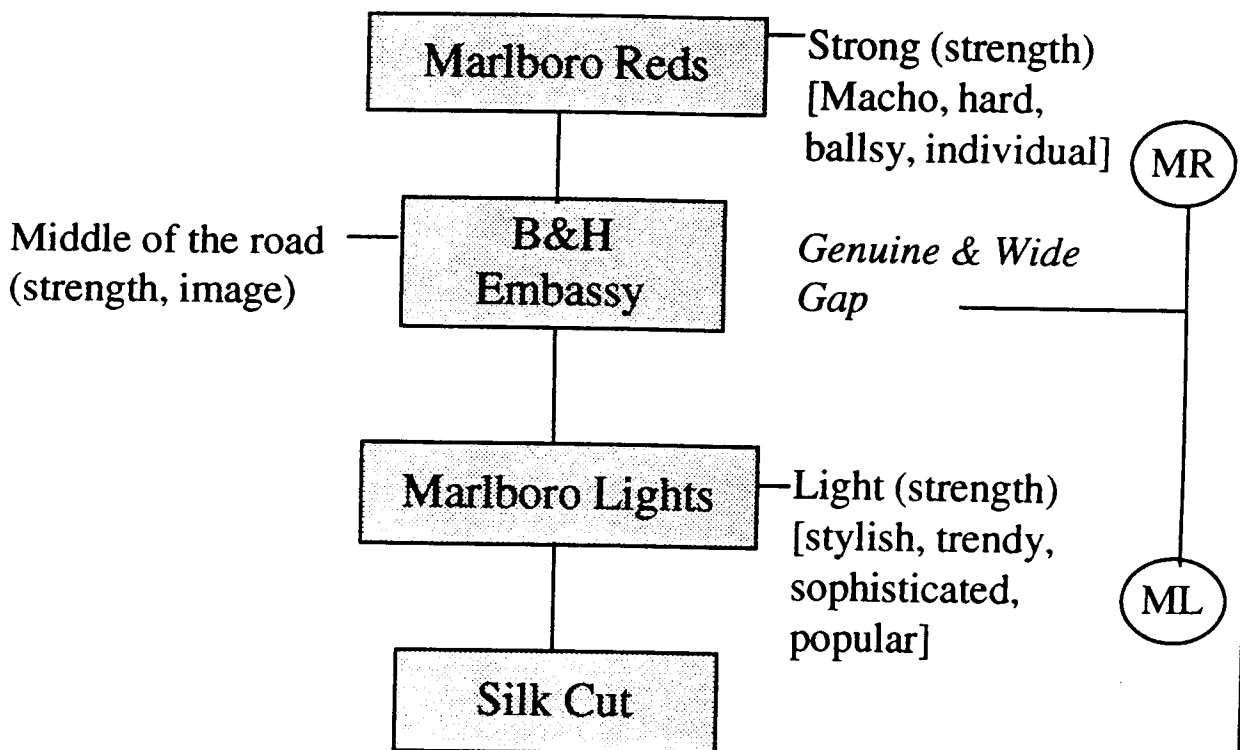 Marlboro Reds
Strong (strength)
[Macho, hard,
ballsy, individual]
MR
Middle of the road
(strength, image)
B&H
Embassy
Genuine & Wide
Gap
Marlboro Lights
Light (strength)
[stylish, trendy,
sophisticated,
popular]
ML
Silk Cut